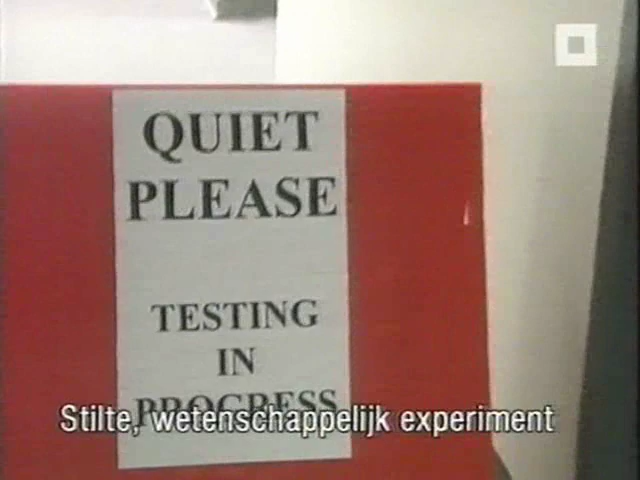 QUIET
PLEASE
TESTING
IN
PROGRESS
Stilte, wetenschappelijk experiment